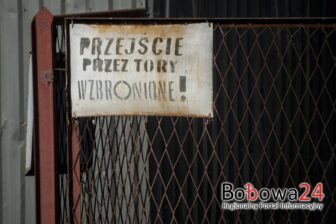 PRZEJŚCIE
PRZEZ TORY
WZBRONIONE!
Bobowa24
Regionalny Portal Informacyjny